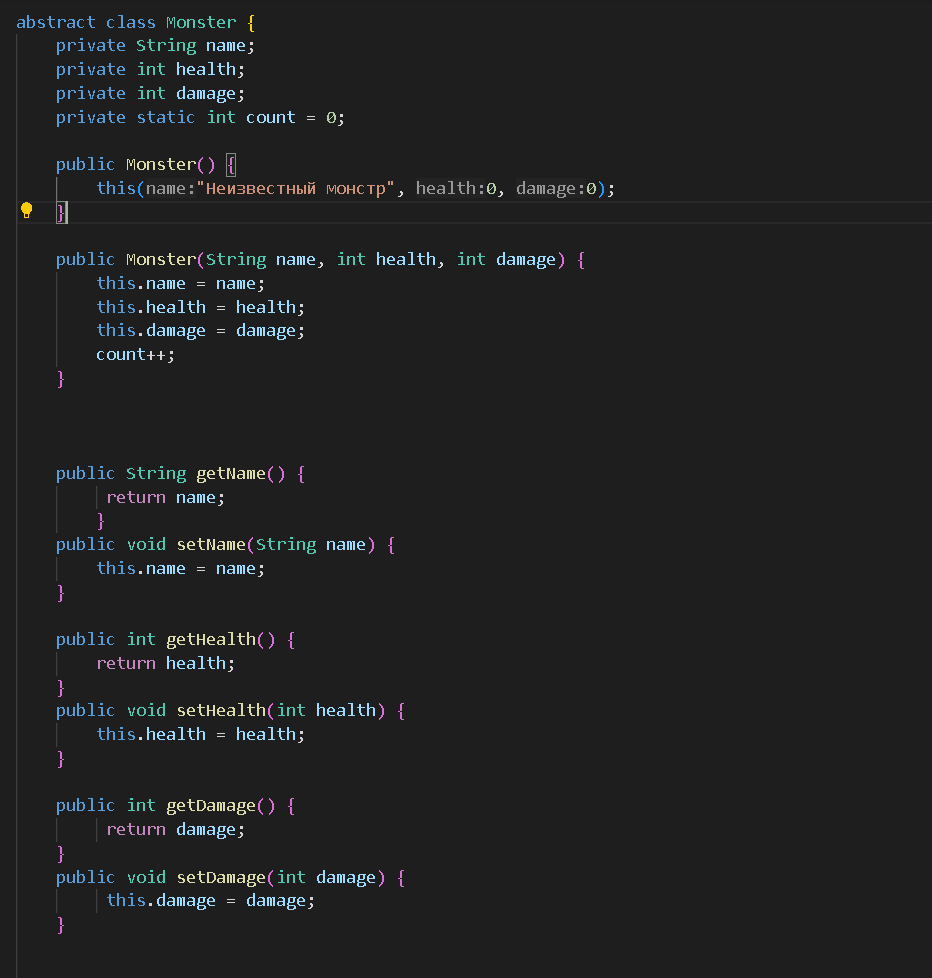 abstract class Monster {
    private String name;
    private int health;
    private int damage;
    private static int count = 0;
    public Monster() {
        this(name:"Неизвестный монстр", health:0, damage:0);
    }
    public Monster(String name, int health, int damage) {
        this.name = name;
        this.health = health;
        this.damage = damage;
        count++;
    }
    public String getName() {
         return name;
        }
    public void setName(String name) {
        this.name = name;
    }
    public int getHealth() {
        return health;
    }
    public void setHealth(int health) {
        this.health = health;
    }
    public int getDamage() {
         return damage;
    }
    public void setDamage(int damage) {
         this.damage = damage;
    }